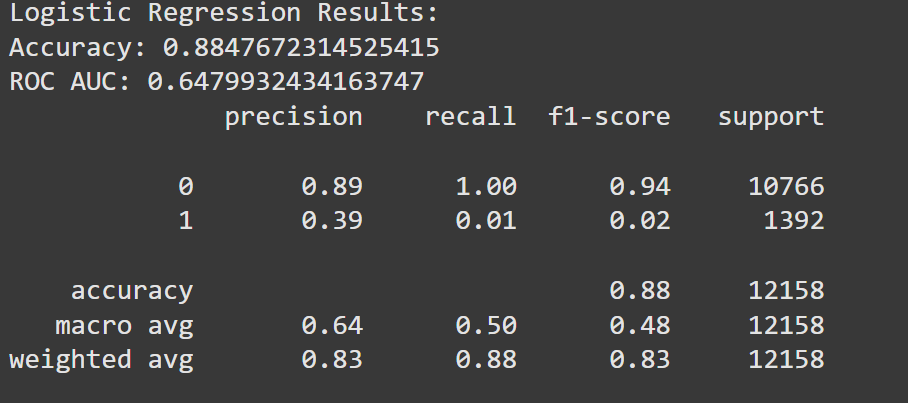 Logistic Regression Results:
Accuracy: 0.8847672314525415
ROC AUC: 0.6479932434163747
precision recall f1-score support
0 0.89 1.00 0.94 10766
1 0.39 0.01 0.02 1392
accuracy 0.88 12158
macro avg 0.64 0.50 0.48 12158
weighted avg 0.83 0.88 0.83 12158